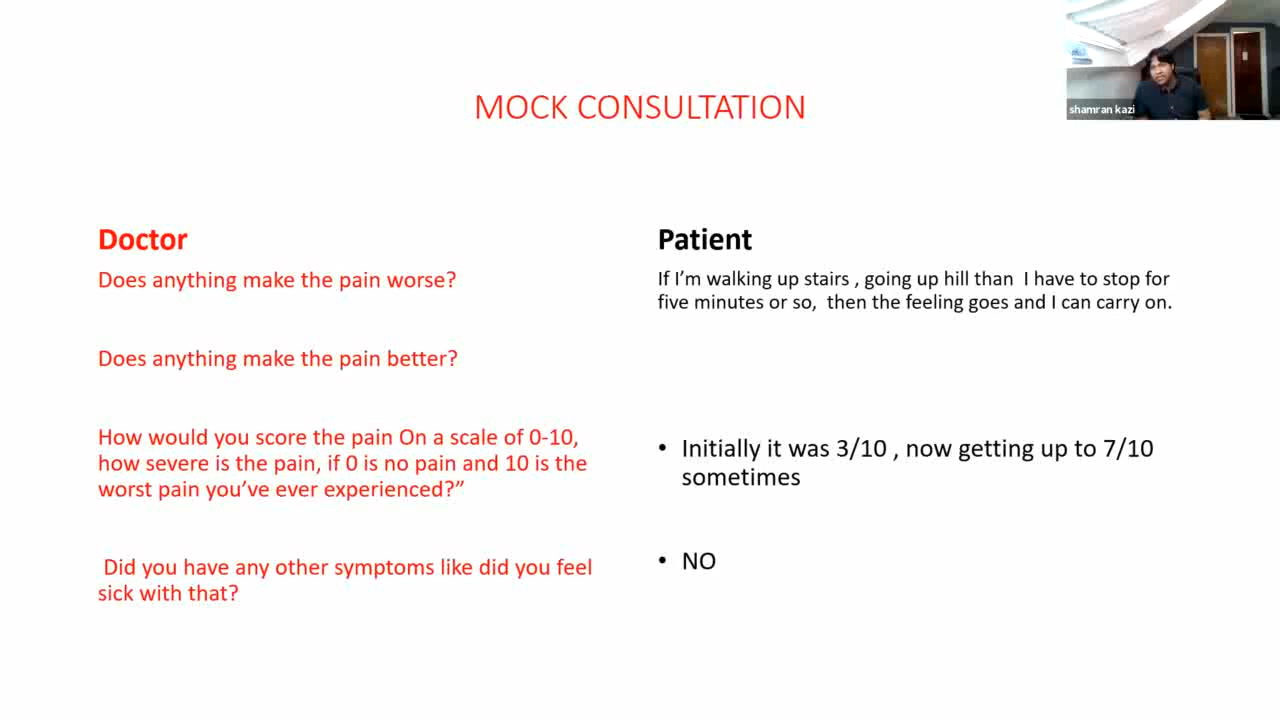 shamran kazi
MOCK CONSULTATION
Doctor
Does anything make the pain worse?
Does anything make the pain better?
How would you score the pain On a scale of 0-10,
how severe is the pain, if 0 is no pain and 10 is the
worst pain you’ve ever experienced?”
Did you have any other symptoms like did you feel
sick with that?
Patient
If I’m walking up stairs , going up hill than I have to stop for
five minutes or so, then the feeling goes and I can carry on.
• Initially it was 3/10 , now getting up to 7/10
sometimes
• NO